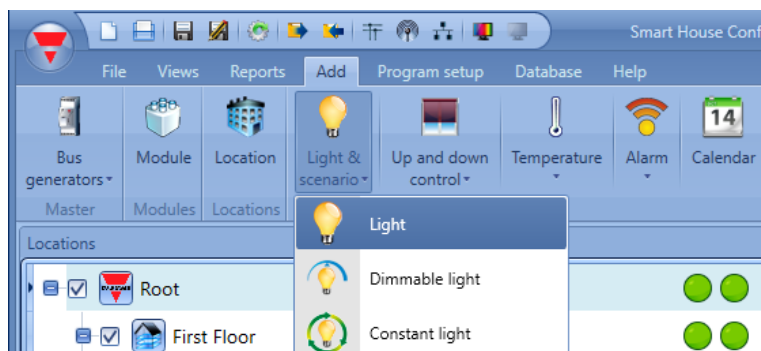 Smart House Conf
File Views Reports Add Program setup Database Help
14
Bus generators
Module
Location
Light & scenario
Up and down control
Temperature
Alarm
Calendar
Master Modules Locations
Light
Locations
Dimmable light
Root
Constant light
First Floor